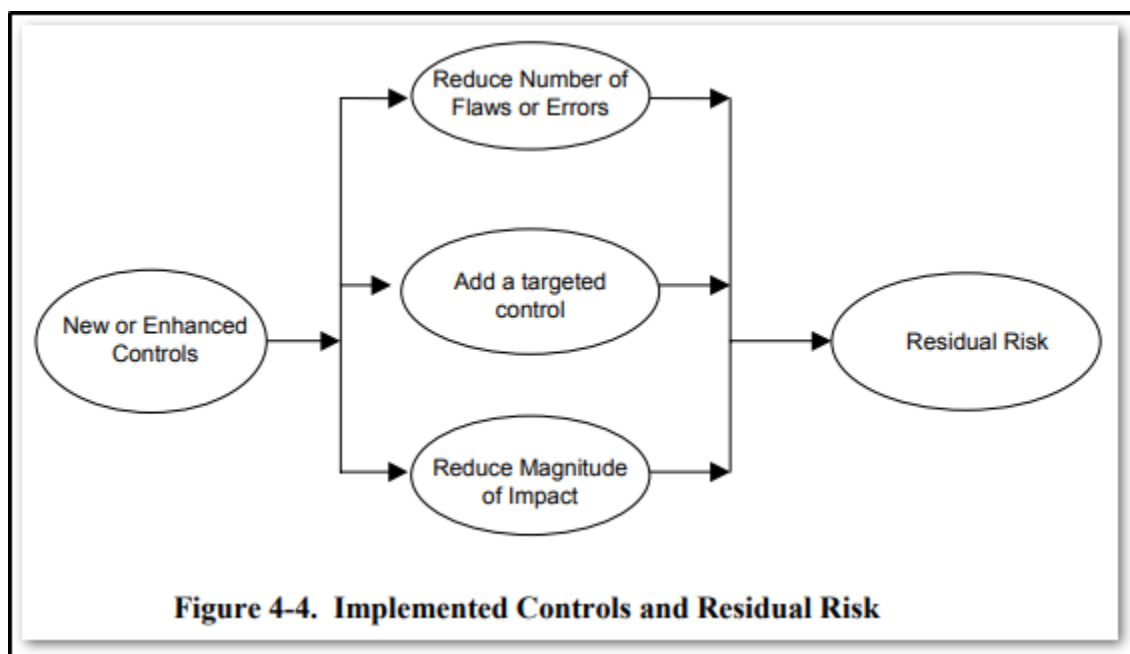 Reduce Number of
Flaws or Errors
Add a targeted
control
New or Enhanced
Controls
Residual Risk
Reduce Magnitude
of Impact
Figure 4-4. Implemented Controls and Residual Risk